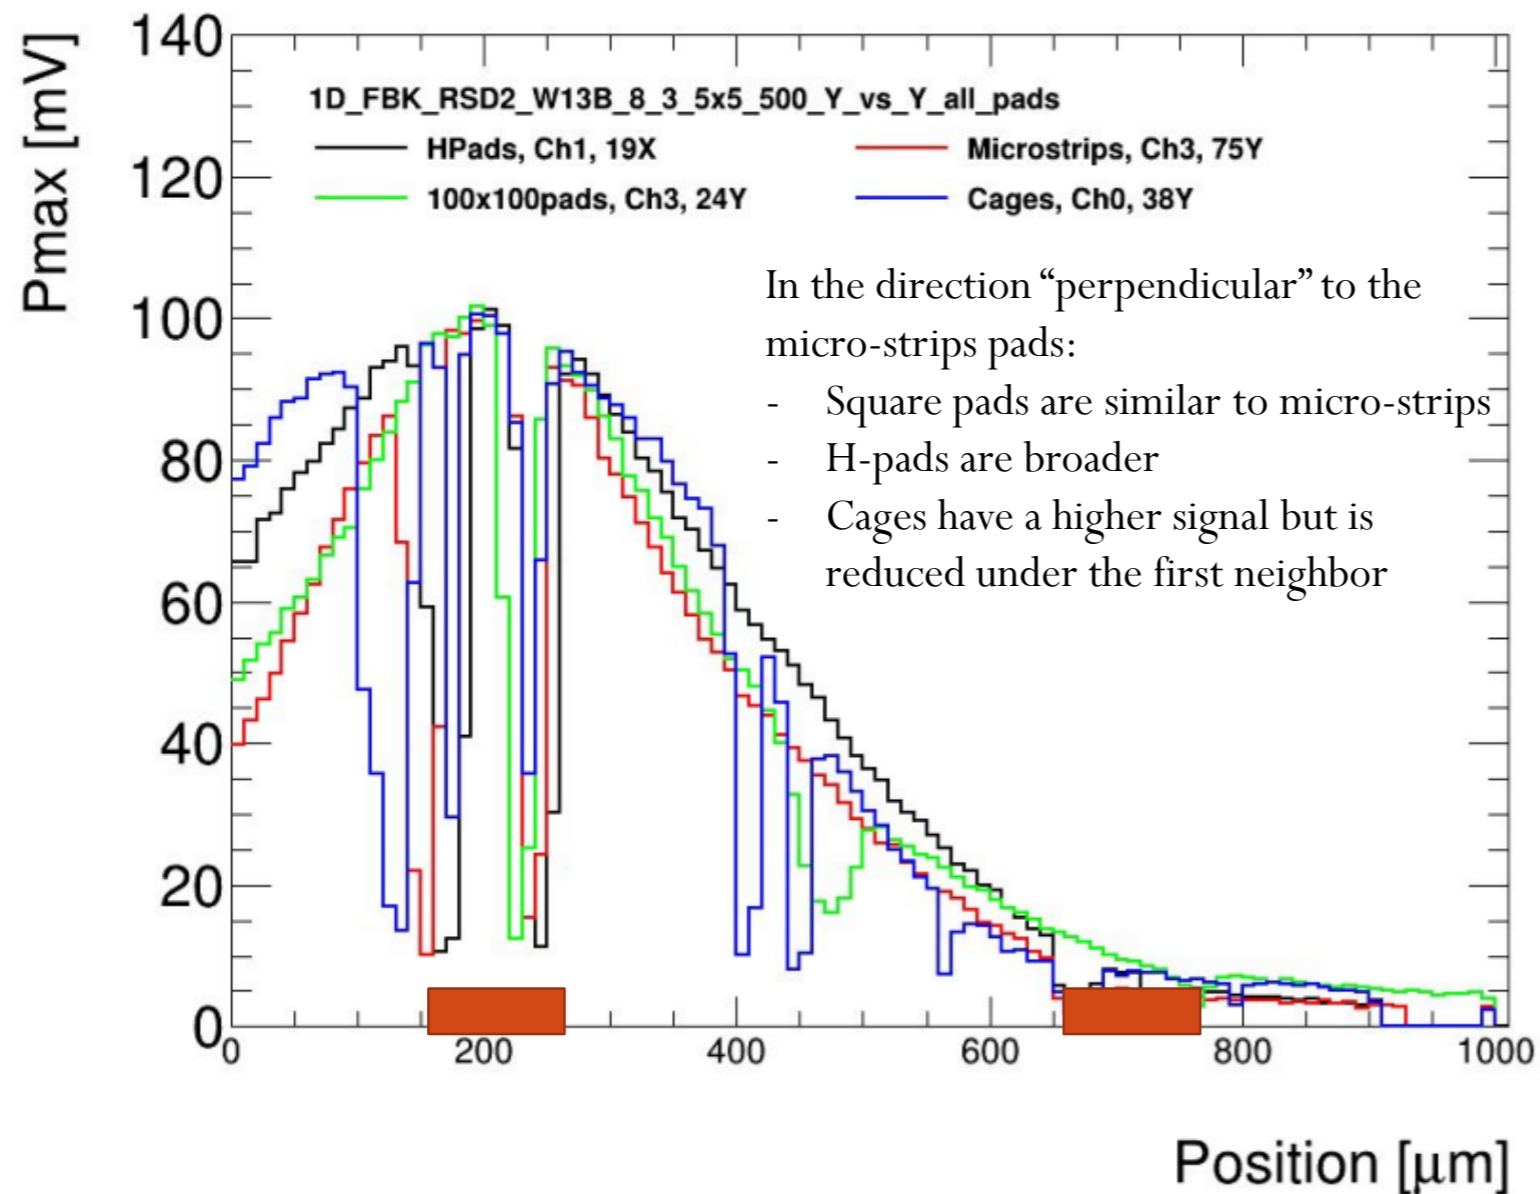 Pmax [mV]
140
120
100
80
60
40
20
0
1D_FBK_RSD2_W13B_8_3_5x5_500_Y_vs_Y_all_pads
HPads, Ch1, 19X
Microstrips, Ch3, 75Y
100x100pads, Ch3, 24Y
Cages, Ch0, 38Y
In the direction “perpendicular” to the
micro-strips pads:
- Square pads are similar to micro-strips
- H-pads are broader
- Cages have a higher signal but is
reduced under the first neighbor
0 200 400 600 800 1000
Position [μm]